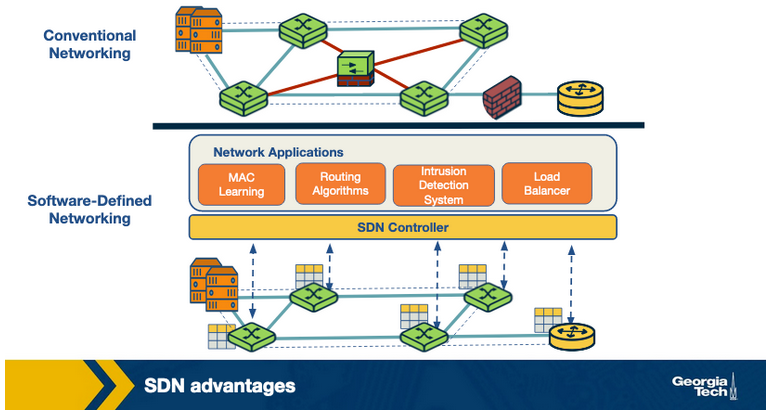 Conventional
Networking
Network Applications
MAC
Learning
Routing
Algorithms
Intrusion
Detection
System
Load
Balancer
Software-Defined
Networking
SDN Controller
SDN advantages
Georgia
Tech